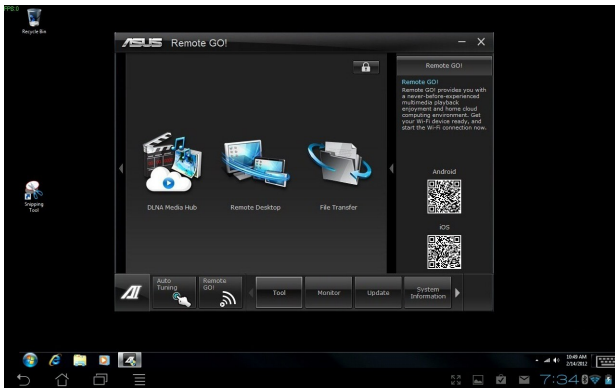 FPS:0
Recycle Bin
Snipping
Tool
ASUS Remote GO!
Remote GO!
Remote GO!
Remote GO! provides you with
a never-before-experienced
multimedia playback
enjoyment and home cloud
computing environment. Get
your Wi-Fi device ready, and
start the Wi-Fi connection now.
DLNA Media Hub
Remote Desktop
File Transfer
Android
iOS
Auto
Tuning
Remote
GO!
Tool
Monitor
Update
System
Information
10:49 AM
2/14/2012
7:34